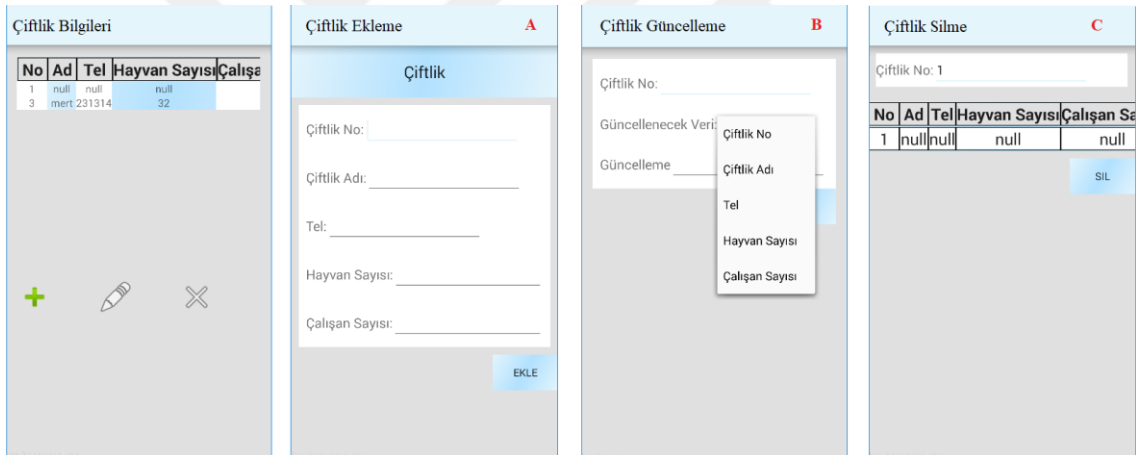 Çiftlik Bilgileri
No Ad Tel Hayvan Sayısı Çalışa
1 null null null
3 mert 231314 32
Çiftlik Ekleme A
Çiftlik
Çiftlik No:
Çiftlik Adı:
Tel:
Hayvan Sayısı:
Çalışan Sayısı:
EKLE
Çiftlik Güncelleme B
Çiftlik No:
Güncellenecek Veri:
Güncelleme
Çiftlik No
Çiftlik Adı
Tel
Hayvan Sayısı
Çalışan Sayısı
Çiftlik Silme C
Çiftlik No: 1
No Ad Tel Hayvan Sayısı Çalışan Sa
1 null null null null
SIL